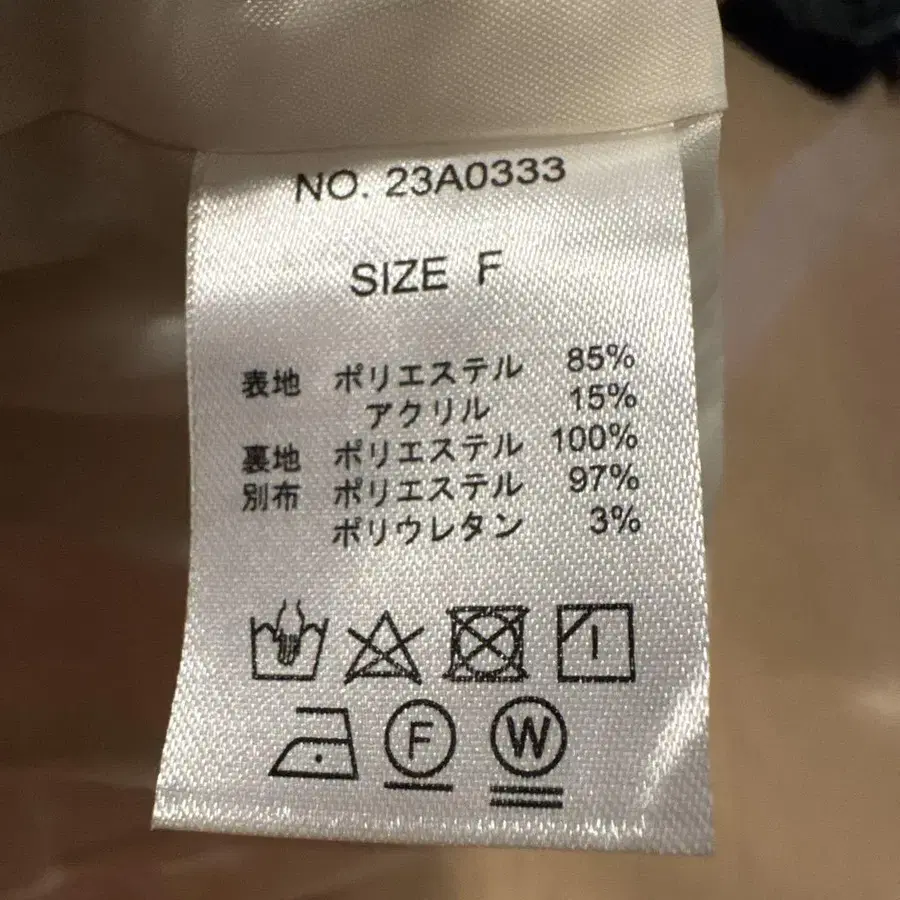 NO. 23A0333
SIZE F
表地 ポリエステル 85%
アクリル 15%
裏地 ポリエステル 100%
別布 ポリエステル 97%
ポリウレタン 3%
F W